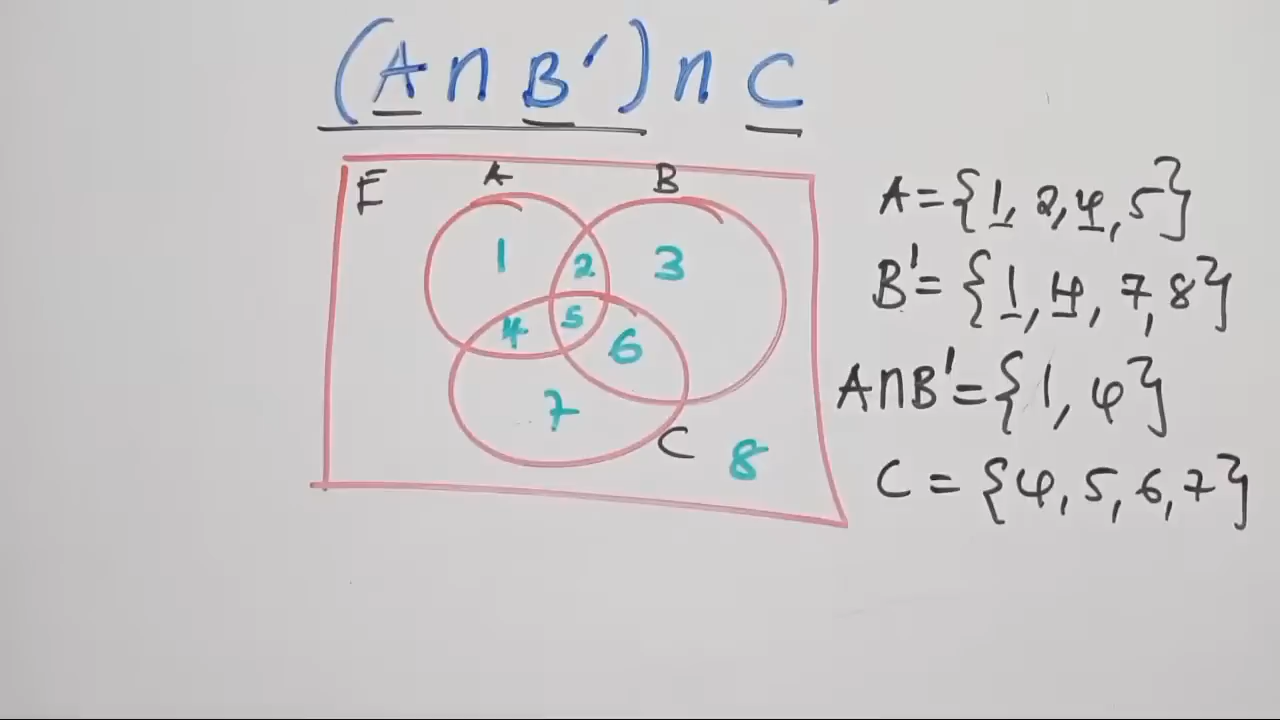 (A∩B')∩C
E
A
B
1
2
3
4
5
6
7
C
8
A={1, 2, 4, 5}
B'={1, 4, 7, 8}
A∩B'={1, 4}
C={4, 5, 6, 7}